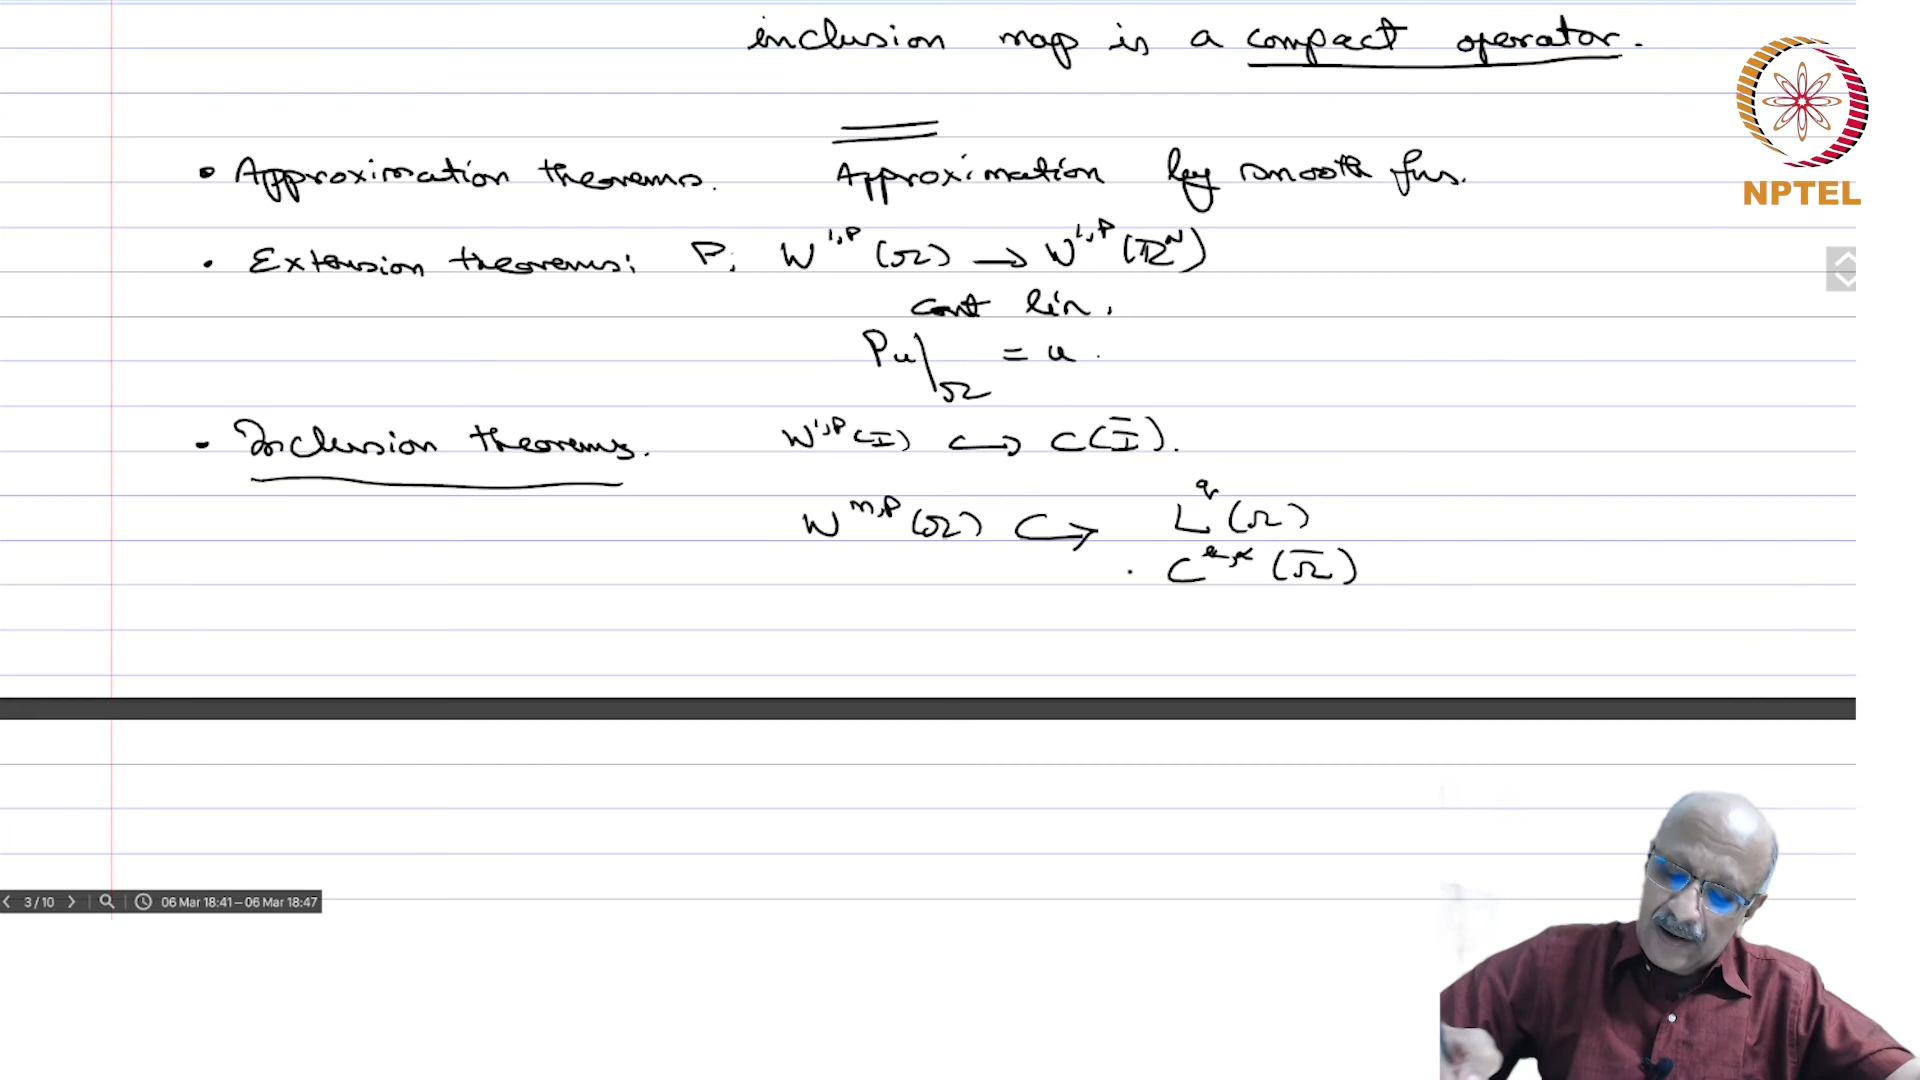 inclusion map is a compact operator.
NPTEL
• Approximation theorems. Approximation by smooth fns.
• Extension theorems: P: W^{1,p}(Ω) → W^{1,p}(ℝ^N)
cont lin.
Pu|_Ω = u.
• Inclusion theorems. W^{1,p}(I) ↪ C(Ī).
W^{m,p}(Ω) ↪ L^q(Ω)
C^{k,α}(Ω̄)
3 / 10 06 Mar 18:41 – 06 Mar 18:47